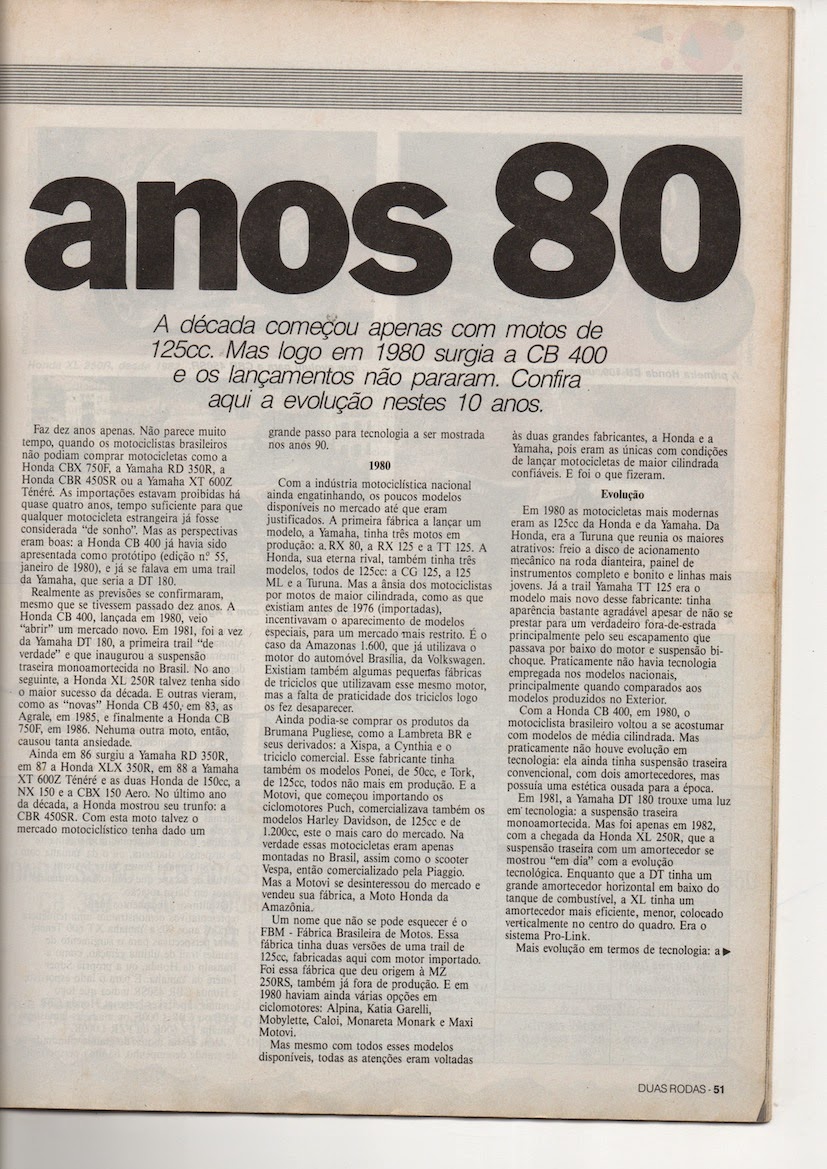 anos 80
A década começou apenas com motos de
125cc. Mas logo em 1980 surgia a CB 400
e os lançamentos não pararam. Confira
aqui a evolução nestes 10 anos.
Faz dez anos apenas. Não parece muito
tempo, quando os motociclistas brasileiros
não podiam comprar motocicletas como a
Honda CBX 750F, a Yamaha RD 350R, a
Honda CBR 450SR ou a Yamaha XT 600Z
Ténéré. As importações estavam proibidas há
quase quatro anos, tempo suficiente para que
qualquer motocicleta estrangeira já fosse
considerada “de sonho”. Mas as perspectivas
eram boas: a Honda CB 400 já havia sido
apresentada como protótipo (edição n.º 55,
janeiro de 1980), e já se falava em uma trail
da Yamaha, que seria a DT 180.
Realmente as previsões se confirmaram,
mesmo que se tivessem passado dez anos. A
Honda CB 400, lançada em 1980, veio
“abrir” um mercado novo. Em 1981, foi a vez
da Yamaha DT 180, a primeira trail “de
verdade” e que inaugurou a suspensão
traseira monoamortecida no Brasil. No ano
seguinte, a Honda XL 250R talvez tenha sido
o maior sucesso da década. E outras vieram,
como as “novas” Honda CB 450, em 83, as
Agrale, em 1985, e finalmente a Honda CB
750F, em 1986. Nehuma outra moto, então,
causou tanta ansiedade.
Ainda em 86 surgiu a Yamaha RD 350R,
em 87 a Honda XLX 350R, em 88 a Yamaha
XT 600Z Ténéré e as duas Honda de 150cc, a
NX 150 e a CBX 150 Aero. No último ano
da década, a Honda mostrou seu trunfo: a
CBR 450SR. Com esta moto talvez o
mercado motociclístico tenha dado um
grande passo para tecnologia a ser mostrada
nos anos 90.
1980
Com a indústria motociclística nacional
ainda engatinhando, os poucos modelos
disponíveis no mercado até que eram
justificados. A primeira fábrica a lançar um
modelo, a Yamaha, tinha três motos em
produção: a RX 80, a RX 125 e a TT 125. A
Honda, sua eterna rival, também tinha três
modelos, todos de 125cc: a CG 125, a 125
ML e a Turuna. Mas a ânsia dos motociclistas
por motos de maior cilindrada, como as que
existiam antes de 1976 (importadas),
incentivavam o aparecimento de modelos
especiais, para um mercado mais restrito. É o
caso da Amazonas 1.600, que já utilizava o
motor do automóvel Brasília, da Volkswagen.
Existiam também algumas pequenas fábricas
de triciclos que utilizavam esse mesmo motor,
mas a falta de praticidade dos triciclos logo
os fez desaparecer.
Ainda podia-se comprar os produtos da
Brumana Pugliese, como a Lambreta BR e
seus derivados: a Xispa, a Cynthia e o
triciclo comercial. Esse fabricante tinha
também os modelos Ponei, de 50cc, e Tork,
de 125cc, todos não mais em produção. E a
Motovi, que começou importando os
ciclomotores Puch, comercializava também os
modelos Harley Davidson, de 125cc e de
1.200cc, este o mais caro do mercado. Na
verdade essas motocicletas eram apenas
montadas no Brasil, assim como o scooter
Vespa, então comercializado pela Piaggio.
Mas a Motovi se desinteressou do mercado e
vendeu sua fábrica, a Moto Honda da
Amazônia.
Um nome que não se pode esquecer é o
FBM - Fábrica Brasileira de Motos. Essa
fábrica tinha duas versões de uma trail de
125cc, fabricadas aqui com motor importado.
Foi essa fábrica que deu origem à MZ
250RS, também já fora de produção. E em
1980 haviam ainda várias opções em
ciclomotores: Alpina, Katia Garelli,
Mobylette, Caloi, Monareta Monark e Maxi
Motovi.
Mas mesmo com todos esses modelos
disponíveis, todas as atenções eram voltadas
às duas grandes fabricantes, a Honda e a
Yamaha, pois eram as únicas com condições
de lançar motocicletas de maior cilindrada
confiáveis. E foi o que fizeram.
Evolução
Em 1980 as motocicletas mais modernas
eram as 125cc da Honda e da Yamaha. Da
Honda, era a Turuna que reunia os maiores
atrativos: freio a disco de acionamento
mecânico na roda dianteira, painel de
instrumentos completo e bonito e linhas mais
jovens. Já a trail Yamaha TT 125 era o
modelo mais novo desse fabricante: tinha
aparência bastante agradável apesar de não se
prestar para um verdadeiro fora-de-estrada
principalmente pelo seu escapamento que
passava por baixo do motor e suspensão bi-
choque. Praticamente não havia tecnologia
empregada nos modelos nacionais,
principalmente quando comparados aos
modelos produzidos no Exterior.
Com a Honda CB 400, em 1980, o
motociclista brasileiro voltou a se acostumar
com modelos de média cilindrada. Mas
praticamente não houve evolução em
tecnologia: ela ainda tinha suspensão traseira
convencional, com dois amortecedores, mas
possuía uma estética ousada para a época.
Em 1981, a Yamaha DT 180 trouxe uma luz
em tecnologia: a suspensão traseira
monoamortecida. Mas foi apenas em 1982,
com a chegada da Honda XL 250R, que a
suspensão traseira com um amortecedor se
mostrou “em dia” com a evolução
tecnológica. Enquanto que a DT tinha um
grande amortecedor horizontal em baixo do
tanque de combustível, a XL tinha um
amortecedor mais eficiente, menor, colocado
verticalmente no centro do quadro. Era o
sistema Pro-Link.
Mais evolução em termos de tecnologia: a▶
DUAS RODAS - 51